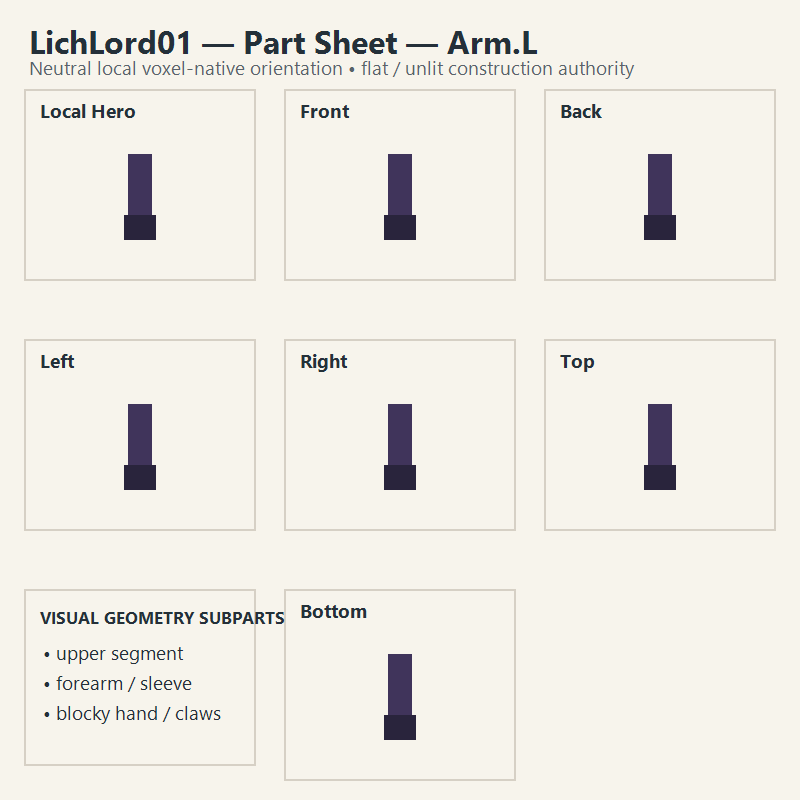 LichLord01 — Part Sheet — Arm.L
Neutral local voxel-native orientation • flat / unlit construction authority
Local Hero
Front
Back
Left
Right
Top
VISUAL GEOMETRY SUBPARTS
• upper segment
• forearm / sleeve
• blocky hand / claws
Bottom